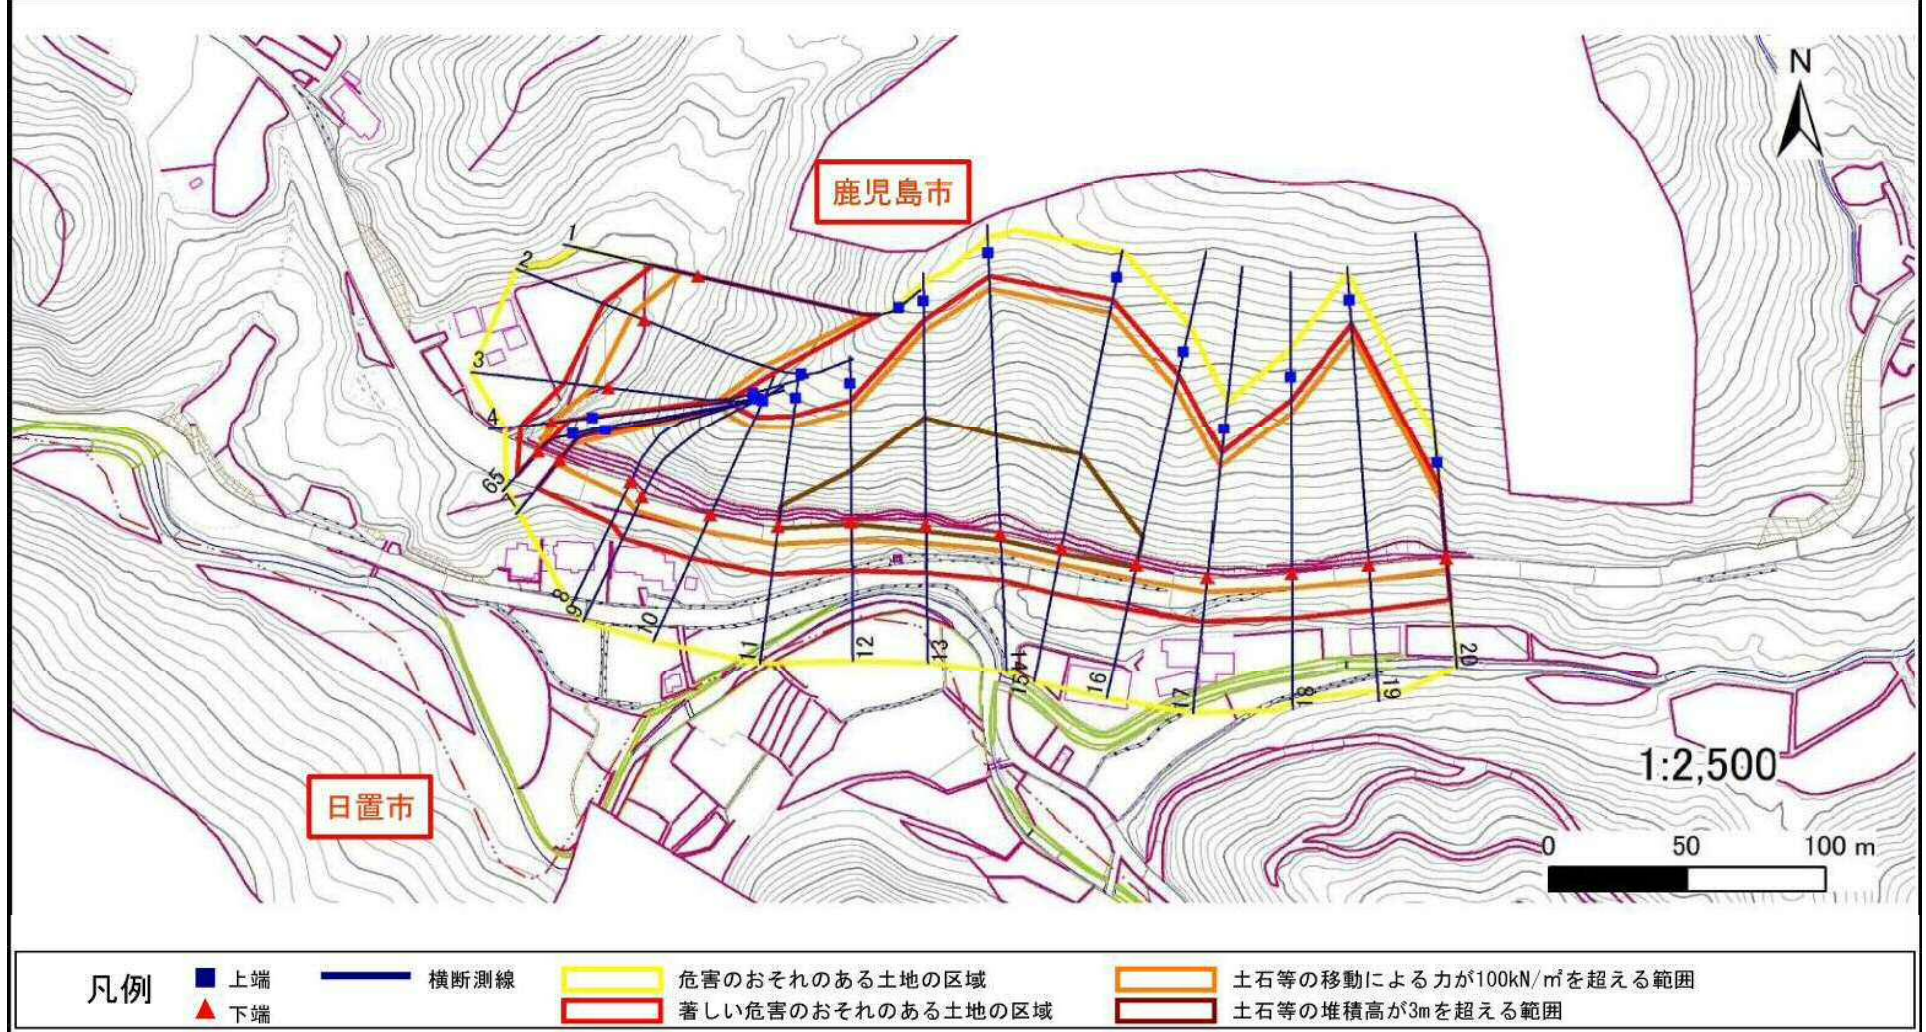 N
鹿児島市
1
2
3
4
65
8
9
10
11
12
13
14
15
16
17
18
19
20
日置市
1:2,500
0 50 100 m
凡例
上端
横断測線
危害のおそれのある土地の区域
土石等の移動による力が100kN/㎡を超える範囲
下端
著しい危害のおそれのある土地の区域
土石等の堆積高が3mを超える範囲